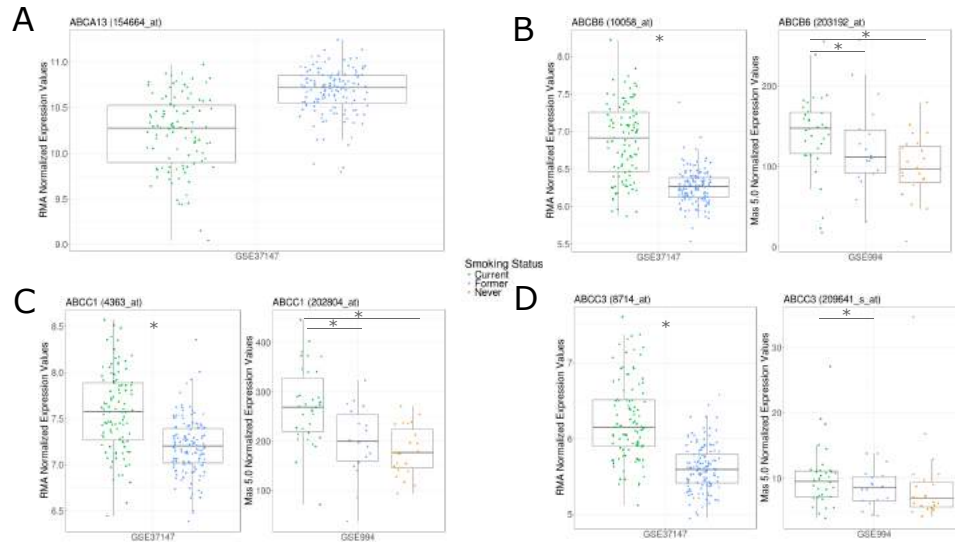 A
ABCA13 (154664_at)
RMA Normalized Expression Values
11.0
10.5
10.0
9.5
9.0
GSE37147
B
ABCB6 (10058_at)
*
RMA Normalized Expression Values
8.0
7.5
7.0
6.5
6.0
5.5
GSE37147
ABCB6 (203192_at)
*
*
Mas 5.0 Normalized Expression Values
200
100
0
GSE994
Smoking Status
Current
Former
Never
C
ABCC1 (4363_at)
*
RMA Normalized Expression Values
8.5
8.0
7.5
7.0
6.5
GSE37147
ABCC1 (202804_at)
*
*
Mas 5.0 Normalized Expression Values
400
300
200
100
GSE994
D
ABCC3 (8714_at)
*
RMA Normalized Expression Values
7
6
5
GSE37147
ABCC3 (209641_s_at)
*
Mas 5.0 Normalized Expression Values
30
20
10
GSE994